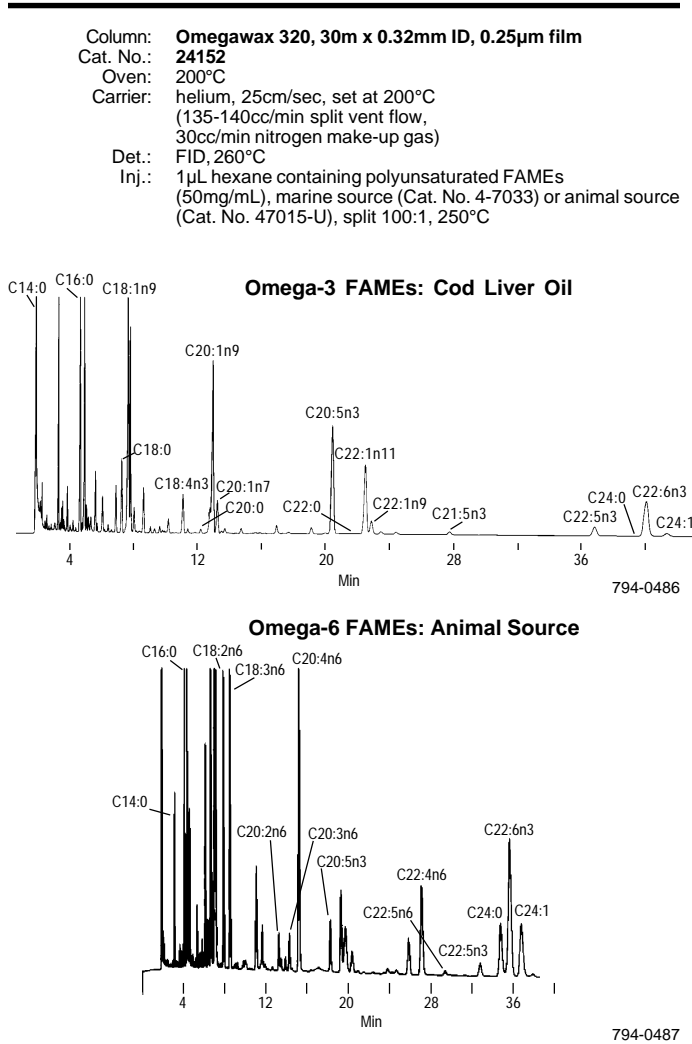 Column: Omegawax 320, 30m x 0.32mm ID, 0.25µm film
Cat. No.: 24152
Oven: 200°C
Carrier: helium, 25cm/sec, set at 200°C
(135-140cc/min split vent flow,
30cc/min nitrogen make-up gas)
Det.: FID, 260°C
Inj.: 1µL hexane containing polyunsaturated FAMEs
(50mg/mL), marine source (Cat. No. 4-7033) or animal source
(Cat. No. 47015-U), split 100:1, 250°C
Omega-3 FAMEs: Cod Liver Oil
C14:0
C16:0
C18:1n9
C18:0
C18:4n3
C20:1n9
C20:1n7
C20:0
C20:5n3
C22:0
C22:1n11
C22:1n9
C21:5n3
C22:5n3
C24:0
C22:6n3
C24:1
4 12 20 28 36
Min
794-0486
Omega-6 FAMEs: Animal Source
C16:0
C18:2n6
C18:3n6
C20:4n6
C14:0
C20:2n6
C20:3n6
C20:5n3
C22:4n6
C22:5n6
C22:5n3
C24:0
C22:6n3
C24:1
4 12 20 28 36
Min
794-0487